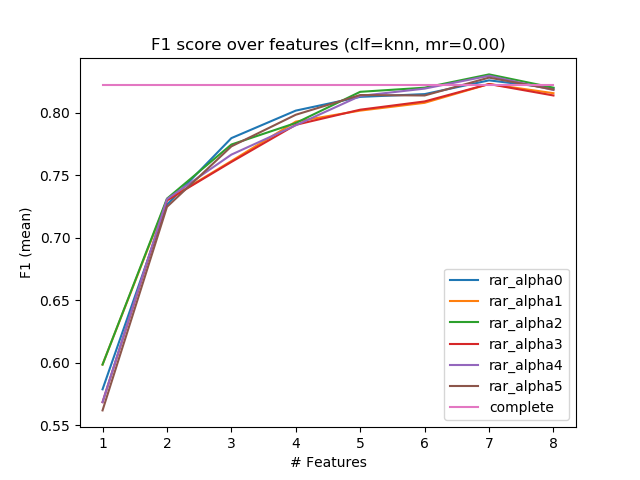 F1 score over features (clf=knn, mr=0.00)
F1 (mean)
0.80
0.75
0.70
0.65
0.60
0.55
1 2 3 4 5 6 7 8
# Features
rar_alpha0
rar_alpha1
rar_alpha2
rar_alpha3
rar_alpha4
rar_alpha5
complete